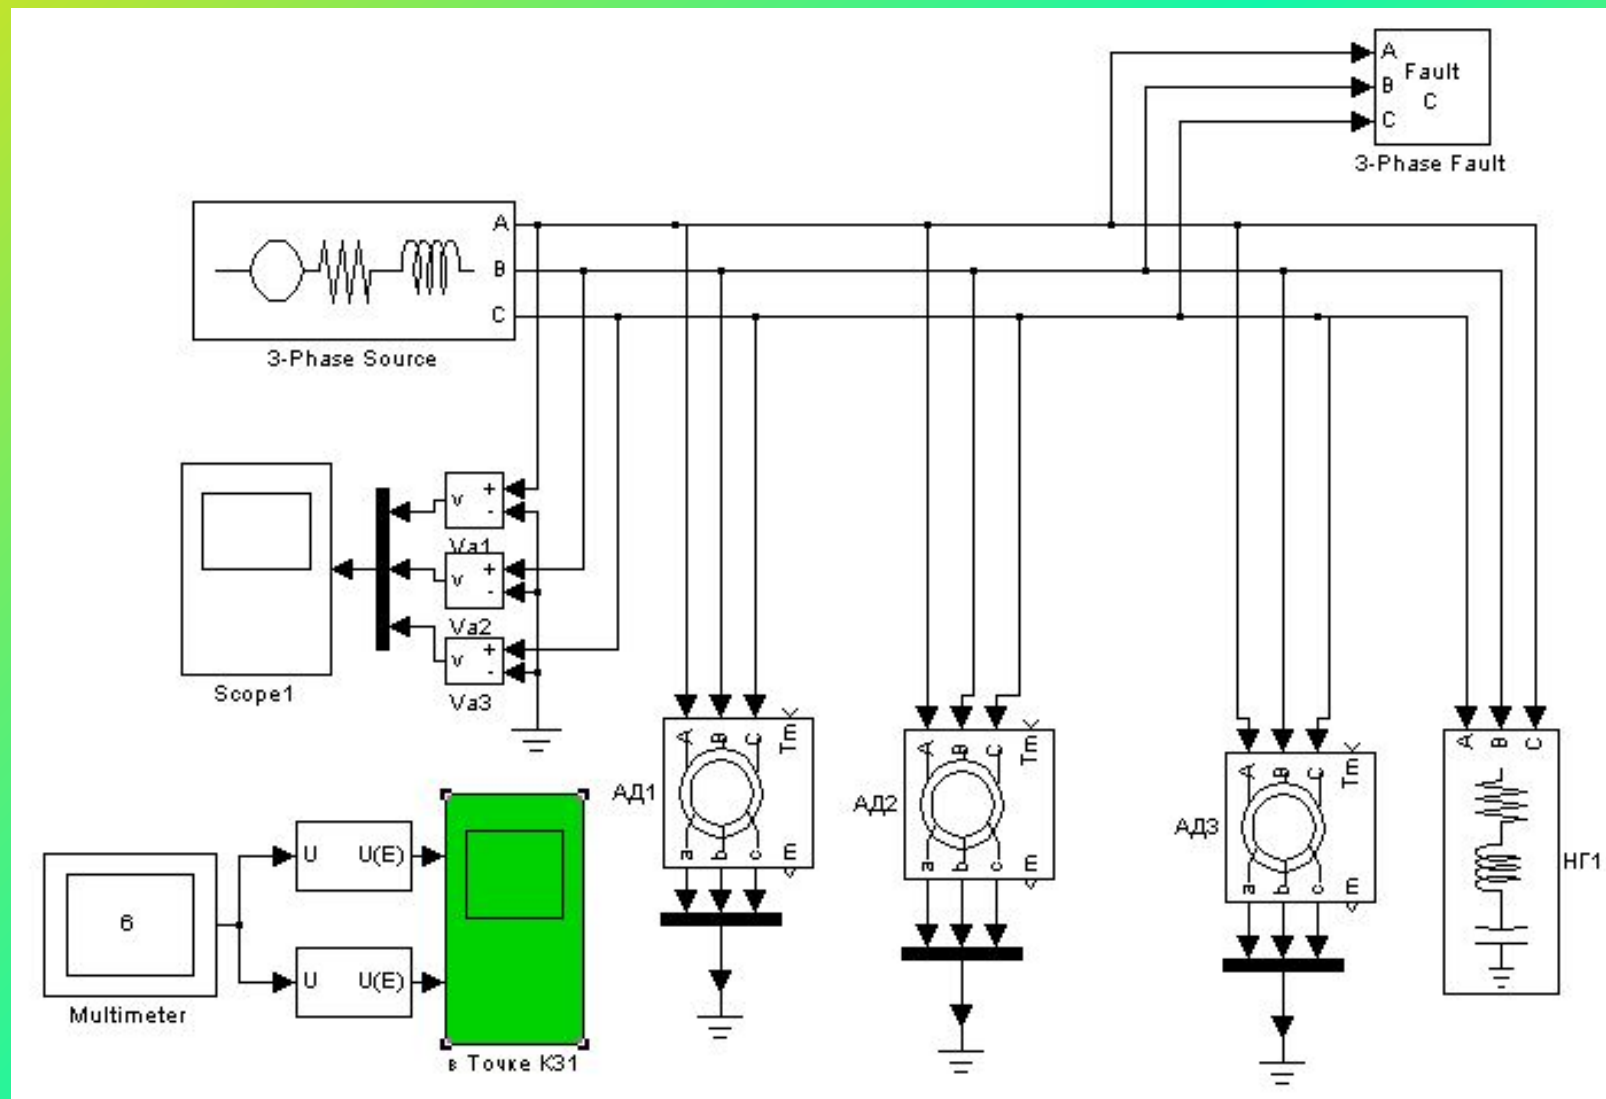 A
B
C
Fault
C
3-Phase Fault
A
B
C
3-Phase Source
v
+
-
Va1
v
+
-
Va2
v
+
-
Va3
Scope1
A
B
C
Tm
АД1
a
b
c
m
A
B
C
Tm
АД2
a
b
c
m
A
B
C
Tm
АД3
a
b
c
m
A
B
C
НГ1
6
Multimeter
U U(E)
U U(E)
в Точке К31